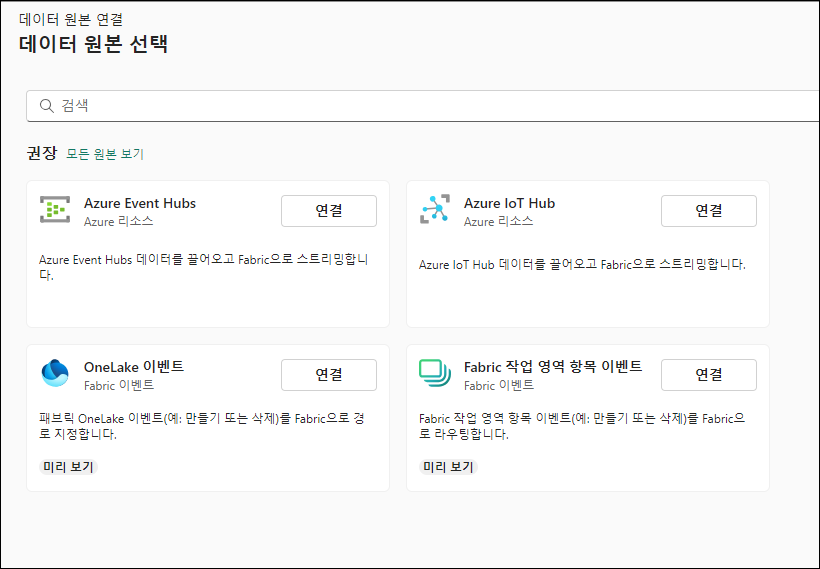 데이터 원본 연결
데이터 원본 선택
검색
권장 모든 원본 보기
Azure Event Hubs
Azure 리소스
연결
Azure Event Hubs 데이터를 끌어오고 Fabric으로 스트리밍합니
다.
Azure IoT Hub
Azure 리소스
연결
Azure IoT Hub 데이터를 끌어오고 Fabric으로 스트리밍합니다.
OneLake 이벤트
Fabric 이벤트
연결
패브릭 OneLake 이벤트(예: 만들기 또는 삭제)를 Fabric으로 경
로 지정합니다.
미리 보기
Fabric 작업 영역 항목 이벤트
Fabric 이벤트
연결
Fabric 작업 영역 항목 이벤트(예: 만들기 또는 삭제)를 Fabric으
로 라우팅합니다.
미리 보기